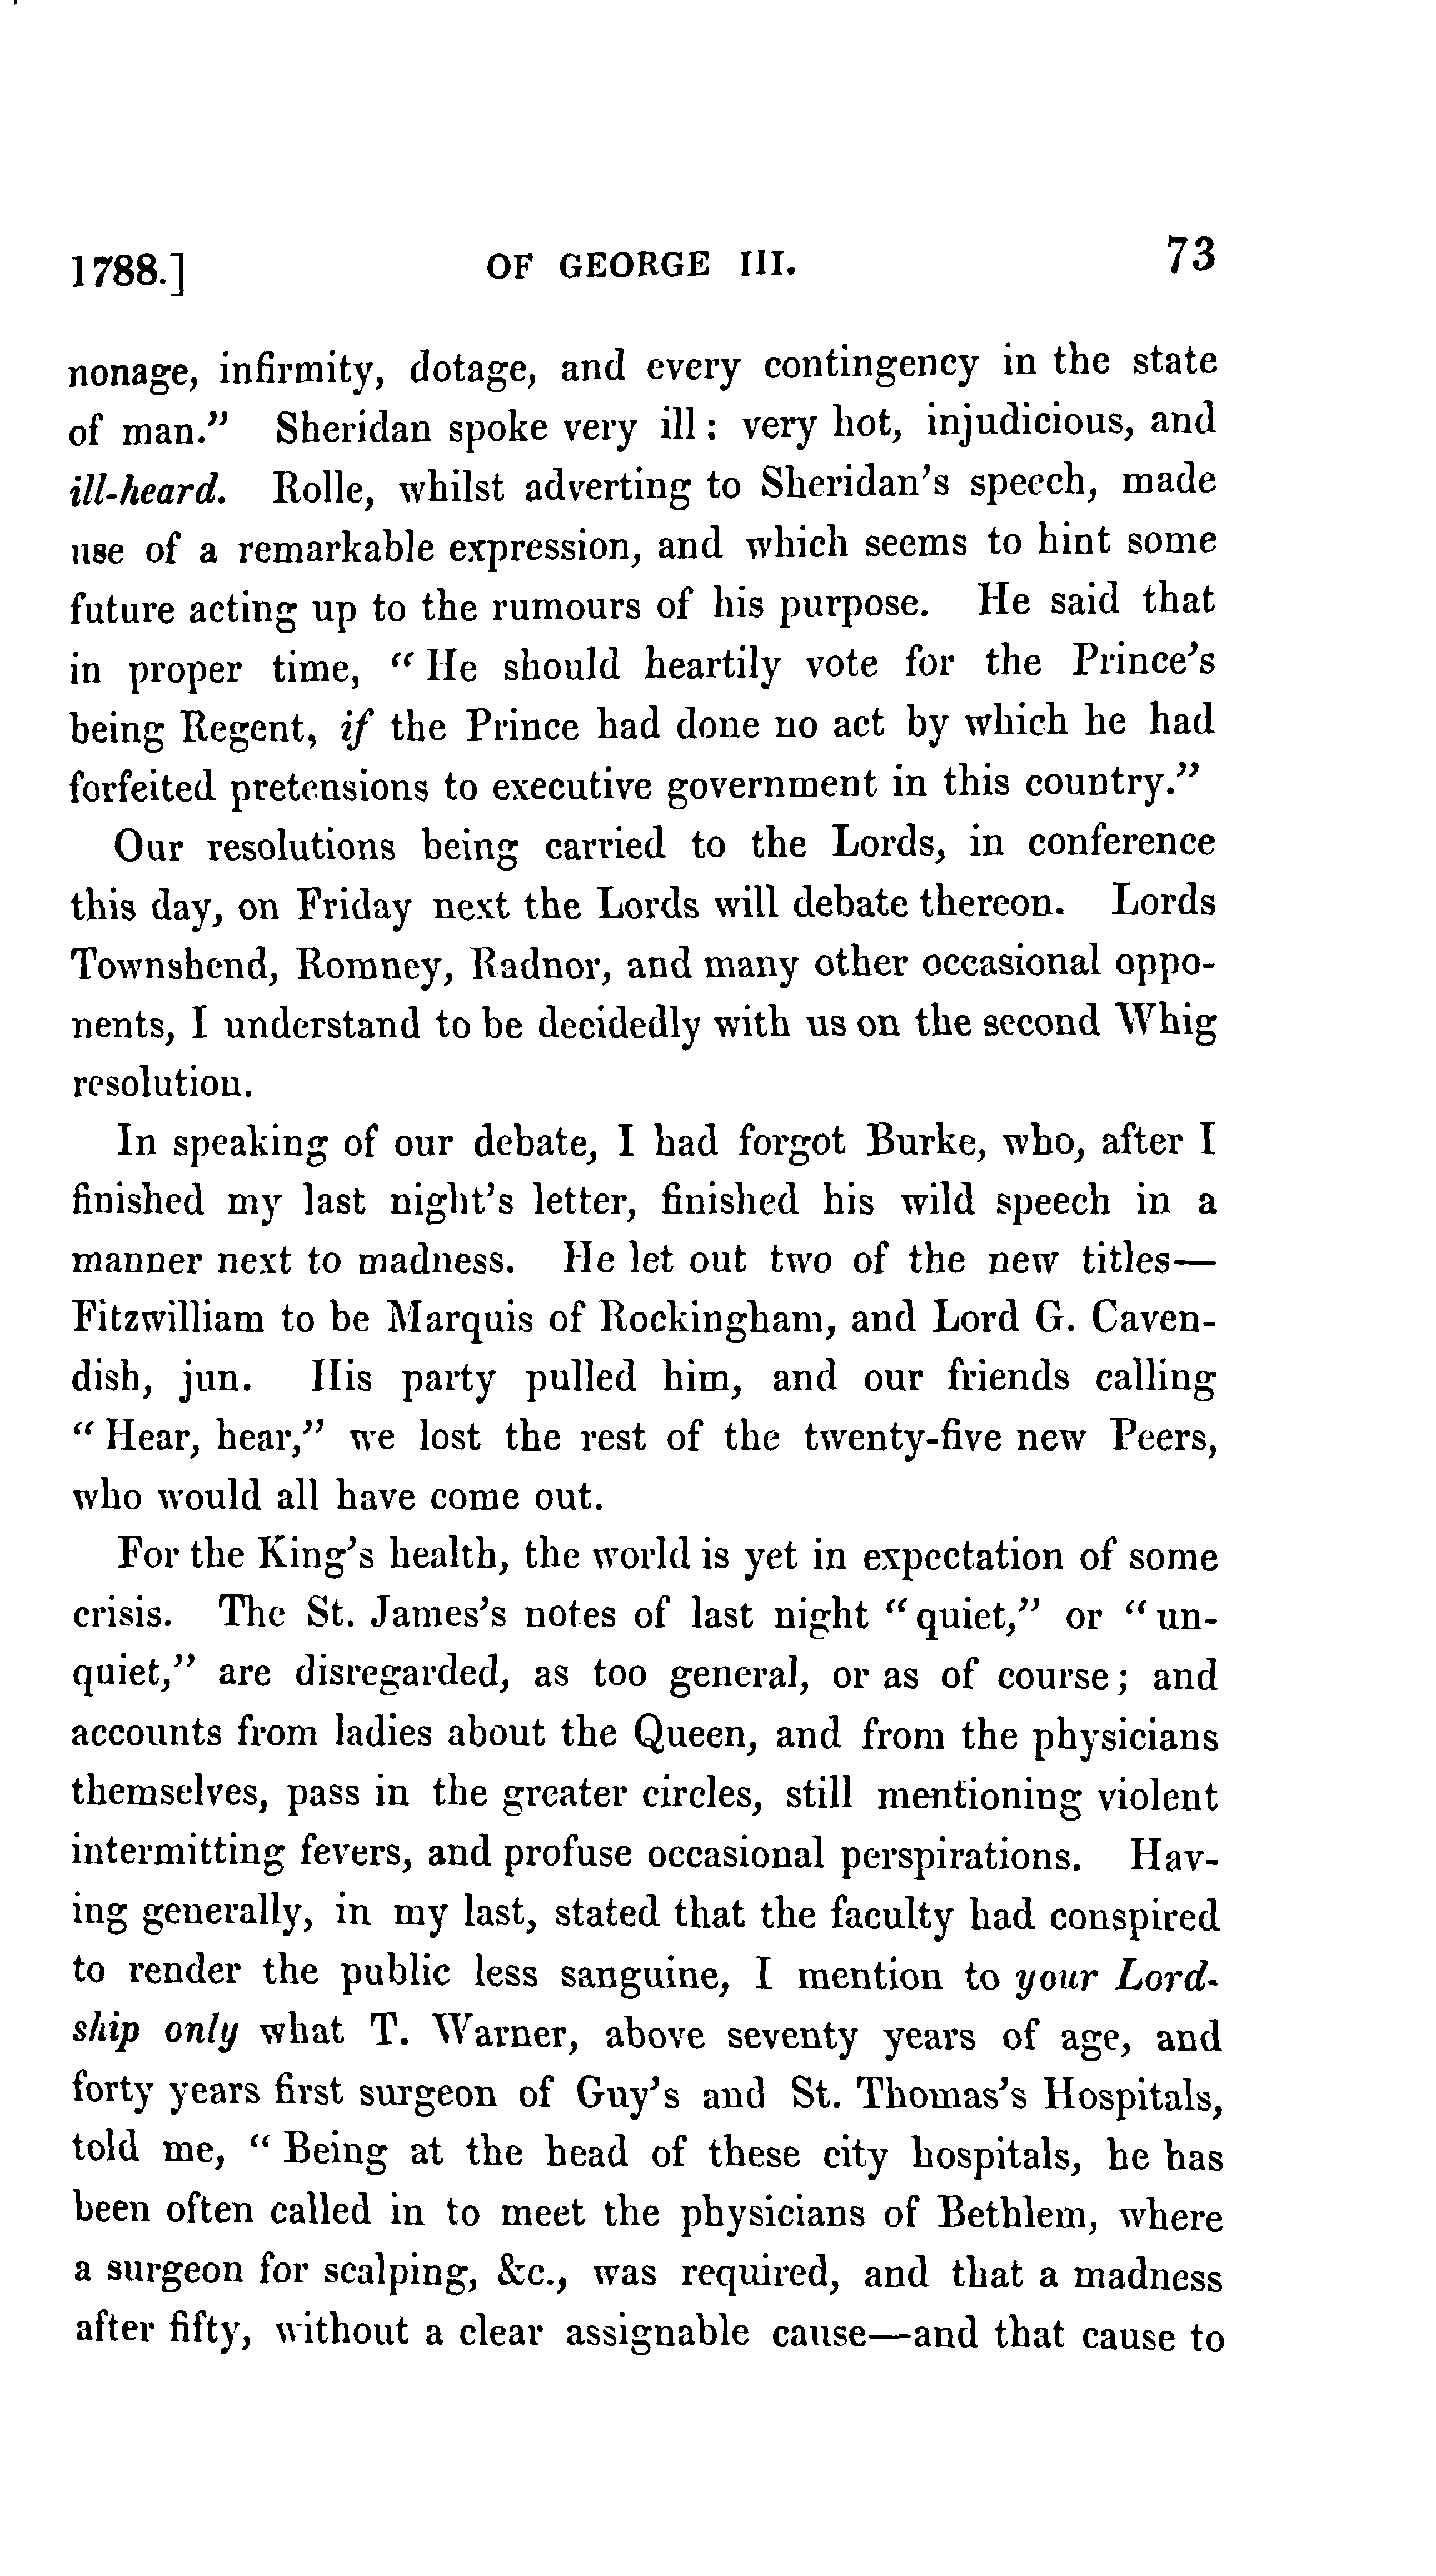 1788.] OF GEORGE III. 73
nonage, infirmity, dotage, and every contingency in the state
of man.” Sheridan spoke very ill: very hot, injudicious, and
ill-heard. Rolle, whilst adverting to Sheridan’s speech, made
use of a remarkable expression, and which seems to hint some
future acting up to the rumours of his purpose. He said that
in proper time, “He should heartily vote for the Prince’s
being Regent, if the Prince had done no act by which he had
forfeited pretensions to executive government in this country.”
Our resolutions being carried to the Lords, in conference
this day, on Friday next the Lords will debate thereon. Lords
Townshend, Romney, Radnor, and many other occasional oppo-
nents, I understand to be decidedly with us on the second Whig
resolution.
In speaking of our debate, I had forgot Burke, who, after I
finished my last night’s letter, finished his wild speech in a
manner next to madness. He let out two of the new titles—
Fitzwilliam to be Marquis of Rockingham, and Lord G. Caven-
dish, jun. His party pulled him, and our friends calling
“Hear, hear,” we lost the rest of the twenty-five new Peers,
who would all have come out.
For the King’s health, the world is yet in expectation of some
crisis. The St. James’s notes of last night “quiet,” or “un-
quiet,” are disregarded, as too general, or as of course; and
accounts from ladies about the Queen, and from the physicians
themselves, pass in the greater circles, still mentioning violent
intermitting fevers, and profuse occasional perspirations. Hav-
ing generally, in my last, stated that the faculty had conspired
to render the public less sanguine, I mention to your Lord-
ship only what T. Warner, above seventy years of age, and
forty years first surgeon of Guy’s and St. Thomas’s Hospitals,
told me, “Being at the head of these city hospitals, he has
been often called in to meet the physicians of Bethlem, where
a surgeon for scalping, &c., was required, and that a madness
after fifty, without a clear assignable cause—and that cause to